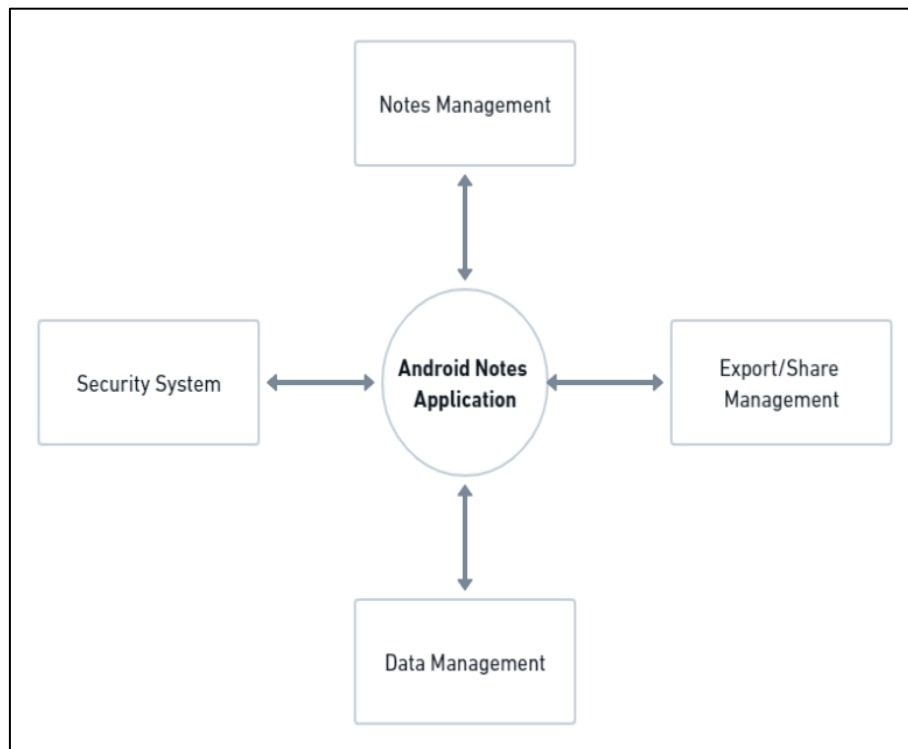 Notes Management
Security System
Android Notes
Application
Export/Share
Management
Data Management